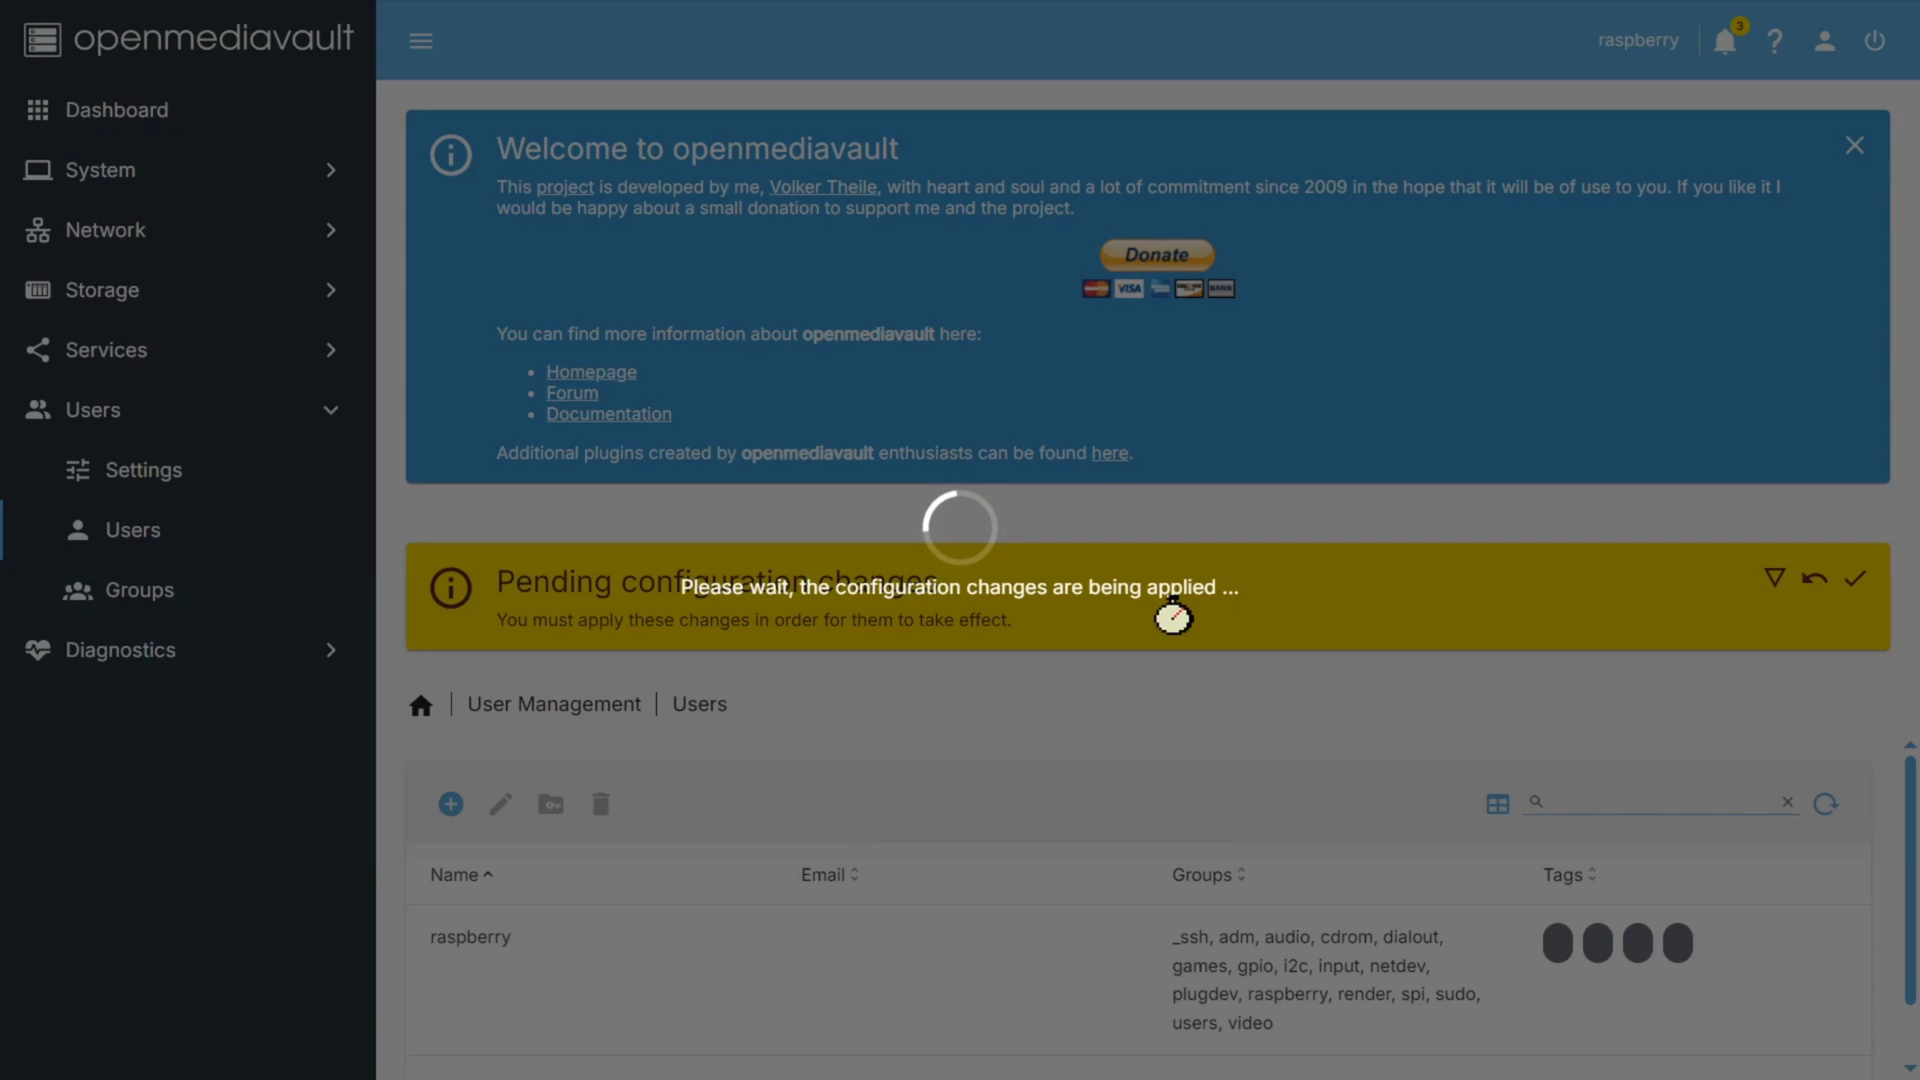 openmediavault
raspberry
3
Dashboard
System
Network
Storage
Services
Users
Settings
Users
Groups
Diagnostics
Welcome to openmediavault
This project is developed by me, Volker Theile, with heart and soul and a lot of commitment since 2009 in the hope that it will be of use to you. If you like it I
would be happy about a small donation to support me and the project.
Donate
VISA
BANK
You can find more information about openmediavault here:
Homepage
Forum
Documentation
Additional plugins created by openmediavault enthusiasts can be found here.
Pending configuration changes
Please wait, the configuration changes are being applied ...
You must apply these changes in order for them to take effect.
User Management | Users
Name
Email
Groups
Tags
raspberry
_ssh, adm, audio, cdrom, dialout,
games, gpio, i2c, input, netdev,
plugdev, raspberry, render, spi, sudo,
users, video